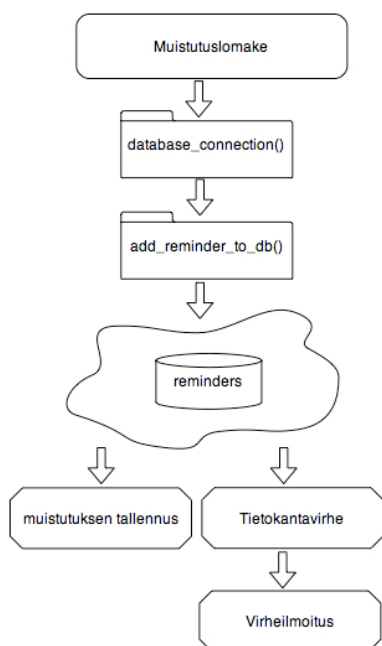 Muistutuslomake
database_connection()
add_reminder_to_db()
reminders
muistutuksen tallennus
Tietokantavirhe
Virheilmoitus